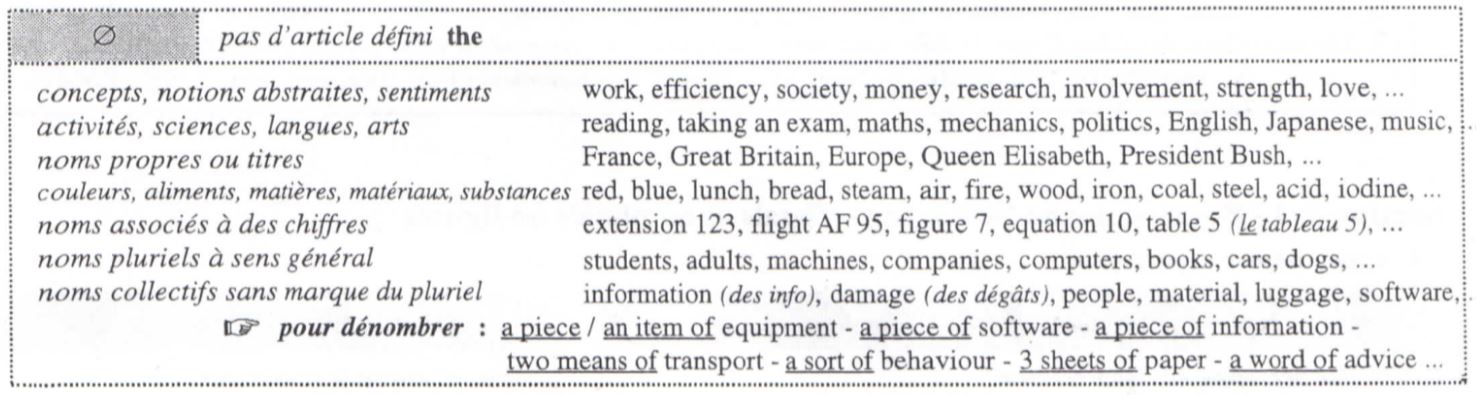 Ø pas d'article défini the
concepts, notions abstraites, sentiments work, efficiency, society, money, research, involvement, strength, love, ...
activités, sciences, langues, arts reading, taking an exam, maths, mechanics, politics, English, Japanese, music, ...
noms propres ou titres France, Great Britain, Europe, Queen Elisabeth, President Bush, ...
couleurs, aliments, matières, matériaux, substances red, blue, lunch, bread, steam, air, fire, wood, iron, coal, steel, acid, iodine, ...
noms associés à des chiffres extension 123, flight AF 95, figure 7, equation 10, table 5 (le tableau 5), ...
noms pluriels à sens général students, adults, machines, companies, computers, books, cars, dogs, ...
noms collectifs sans marque du pluriel information (des info), damage (des dégâts), people, material, luggage, software, ...
☞ pour dénombrer : a piece / an item of equipment - a piece of software - a piece of information -
two means of transport - a sort of behaviour - 3 sheets of paper - a word of advice ...